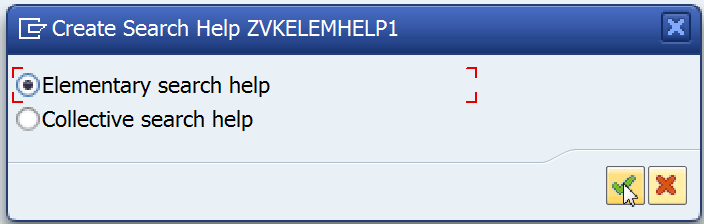 Create Search Help ZVKELEMHELP1
Elementary search help
Collective search help